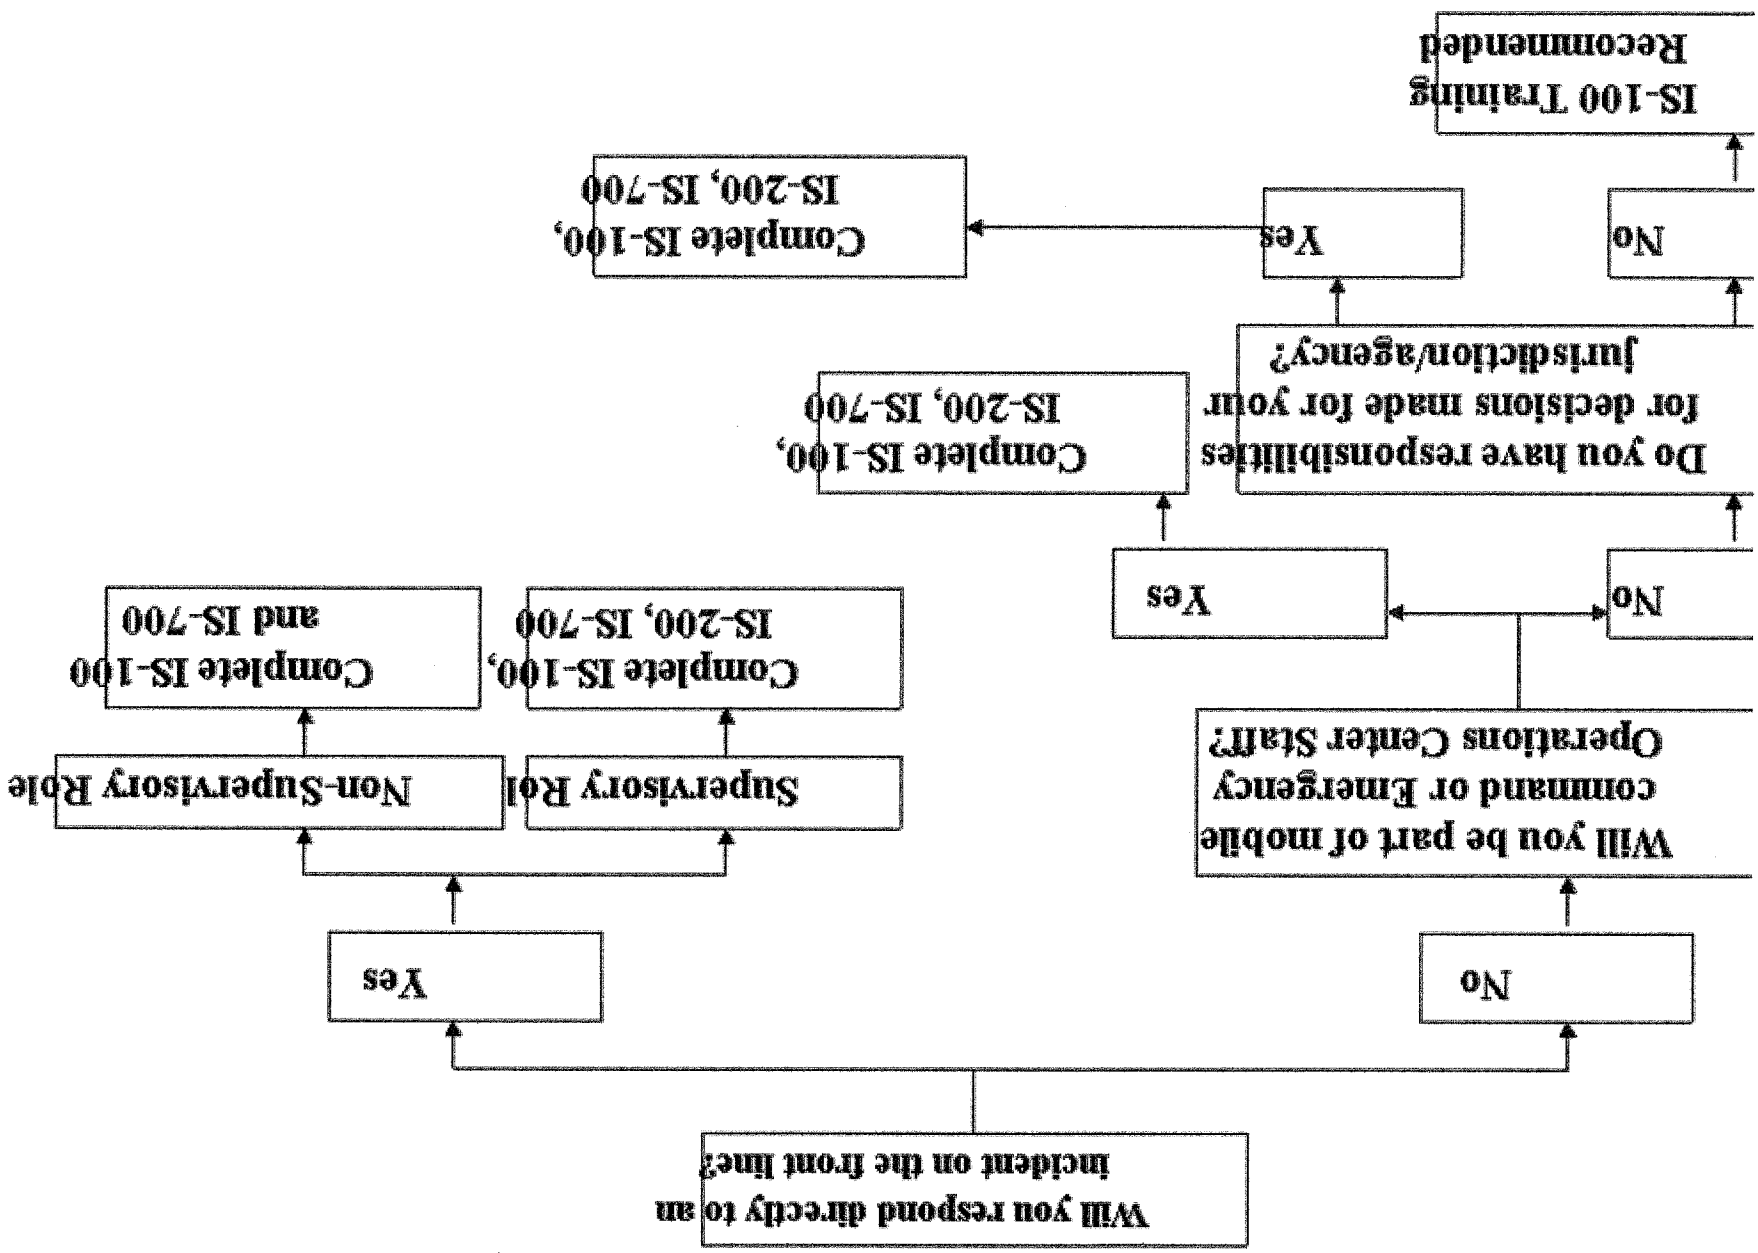 Will you respond directly to an
incident on the front line?
No
Yes
Will you be part of mobile
command or Emergency
Operations Center Staff?
Supervisory Rol
Non-Supervisory Role
No
Yes
Complete IS-100,
IS-200, IS-700
Complete IS-100
and IS-700
Do you have responsibilities
for decisions made for your
jurisdiction/agency?
Complete IS-100,
IS-200, IS-700
No
Yes
Complete IS-100,
IS-200, IS-700
IS-100 Training
Recommended